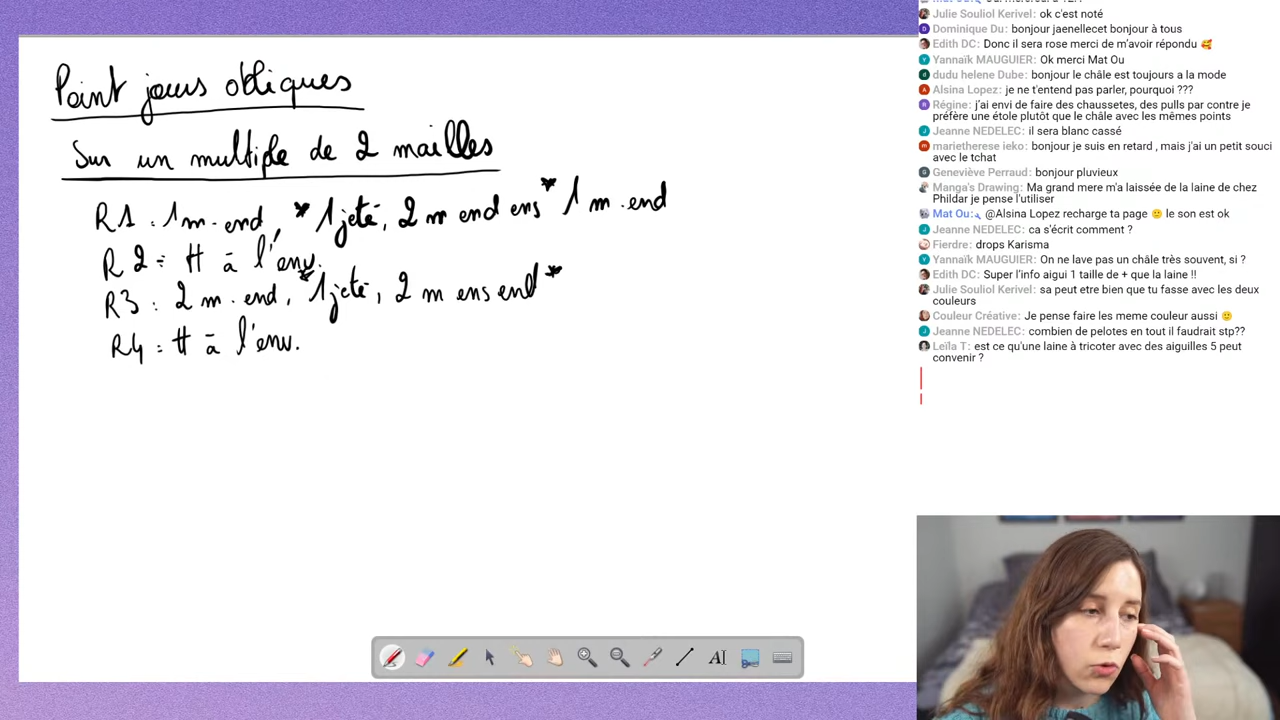 Point jours obliques
Sur un multiple de 2 mailles
R1 : 1 m. end, * 1 jeté, 2 m end ens * 1 m. end
R2 : tt à l'env.
R3 : 2 m. end, * 1 jeté, 2 m ens end *
R4 : tt à l'env.
Julie Souliol Kerivel: ok c'est noté
Dominique Du: bonjour jaenellecet bonjour à tous
Edith DC: Donc il sera rose merci de m'avoir répondu 🥰
Yannaïk MAUGUIER: Ok merci Mat Ou
dudu helene Dube: bonjour le châle est toujours a la mode
Alsina Lopez: je ne t'entend pas parler, pourquoi ???
Régine: j'ai envi de faire des chaussetes, des pulls par contre je
préfère une étole plutôt que le châle avec les mêmes points
Jeanne NEDELEC: il sera blanc cassé
marietherese ieko: bonjour je suis en retard , mais j'ai un petit souci
avec le tchat
Geneviève Perraud: bonjour pluvieux
Manga's Drawing: Ma grand mere m'a laissée de la laine de chez
Phildar je pense l'utiliser
Mat Ou: @Alsina Lopez recharge ta page 🙂 le son est ok
Jeanne NEDELEC: ca s'écrit comment ?
Fierdre: drops Karisma
Yannaïk MAUGUIER: On ne lave pas un châle très souvent, si ?
Edith DC: Super l'info aigui 1 taille de + que la laine !!
Julie Souliol Kerivel: sa peut etre bien que tu fasse avec les deux
couleurs
Couleur Créative: Je pense faire les meme couleur aussi 🙂
Jeanne NEDELEC: combien de pelotes en tout il faudrait stp??
Leïla T: est ce qu'une laine à tricoter avec des aiguilles 5 peut
convenir ?
AI